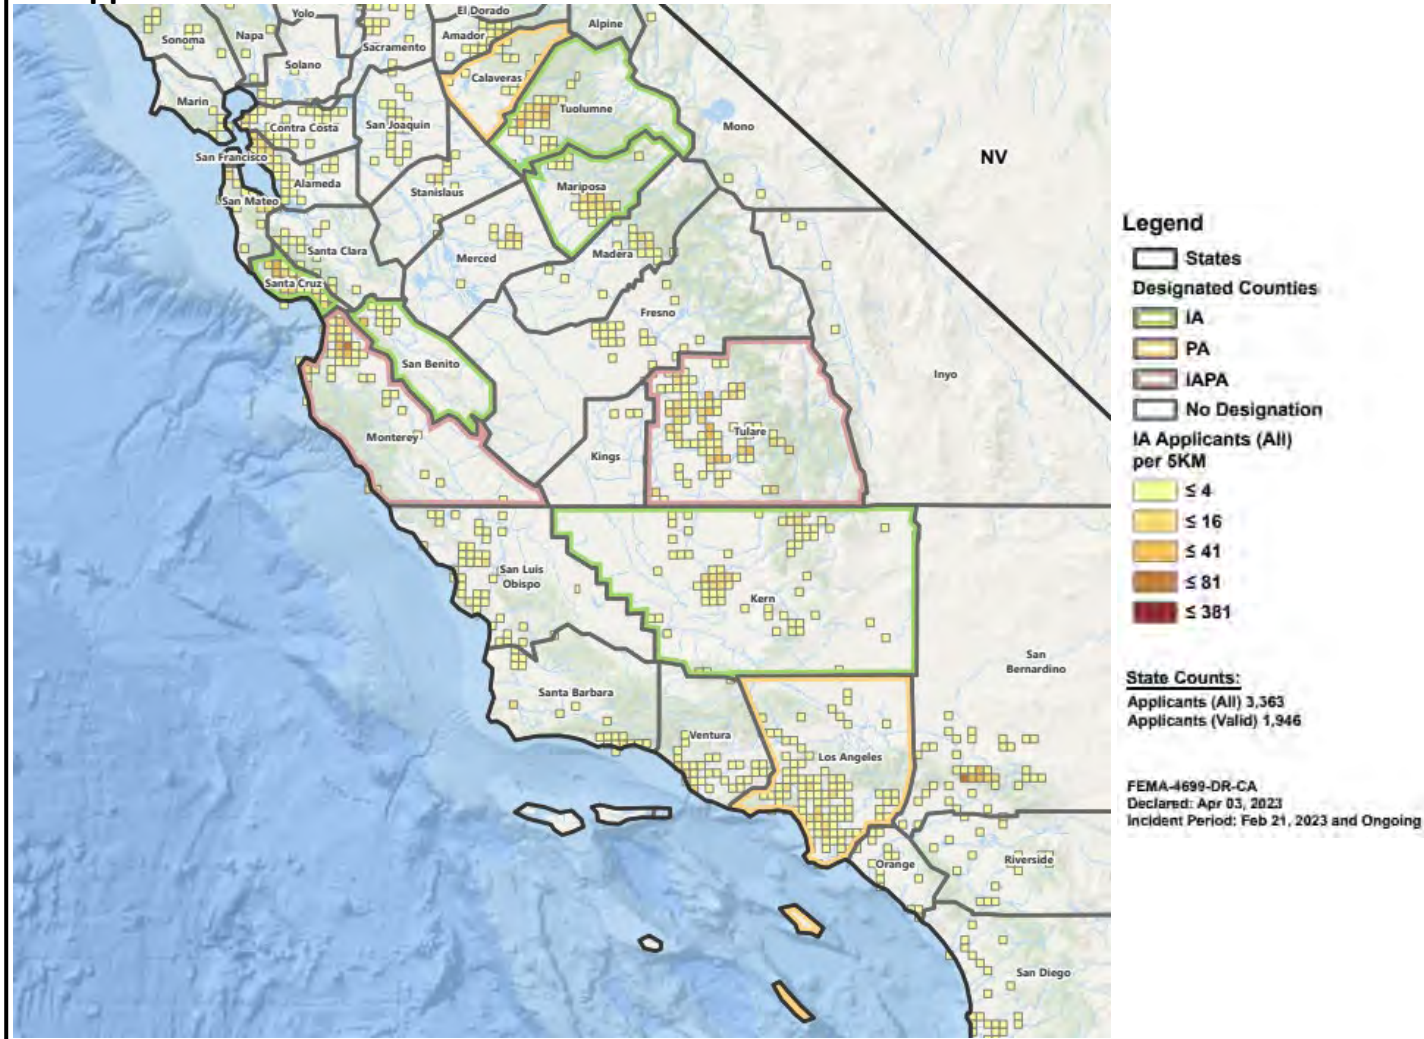 Yolo
El Dorado
Napa
Sonoma
Sacramento
Amador
Alpine
Solano
Calaveras
Marin
Contra Costa
San Joaquin
Tuolumne
Mono
NV
San Francisco
Alameda
Stanislaus
Mariposa
San Mateo
Santa Clara
Merced
Madera
Santa Cruz
Fresno
San Benito
Inyo
Monterey
Kings
Tulare
San Luis
Obispo
Kern
San
Bernardino
Santa Barbara
Ventura
Los Angeles
Orange
Riverside
San Diego
Legend
States
Designated Counties
IA
PA
IAPA
No Designation
IA Applicants (All)
per 5KM
≤ 4
≤ 16
≤ 41
≤ 81
≤ 381
State Counts:
Applicants (All) 3,363
Applicants (Valid) 1,946
FEMA-4699-DR-CA
Declared: Apr 03, 2023
Incident Period: Feb 21, 2023 and Ongoing